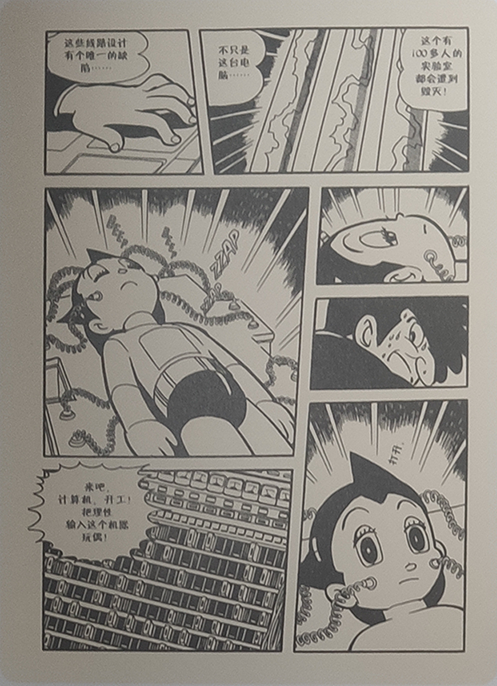 这些线路设计
有个唯一的缺
陷……
不只是
这台电
脑……
这个有
100多人的
实验室
都会遭到
毁灭！
ZZAP
来吧，
计算机，开工！
把理性
输入这个机器
玩偶！
打开。